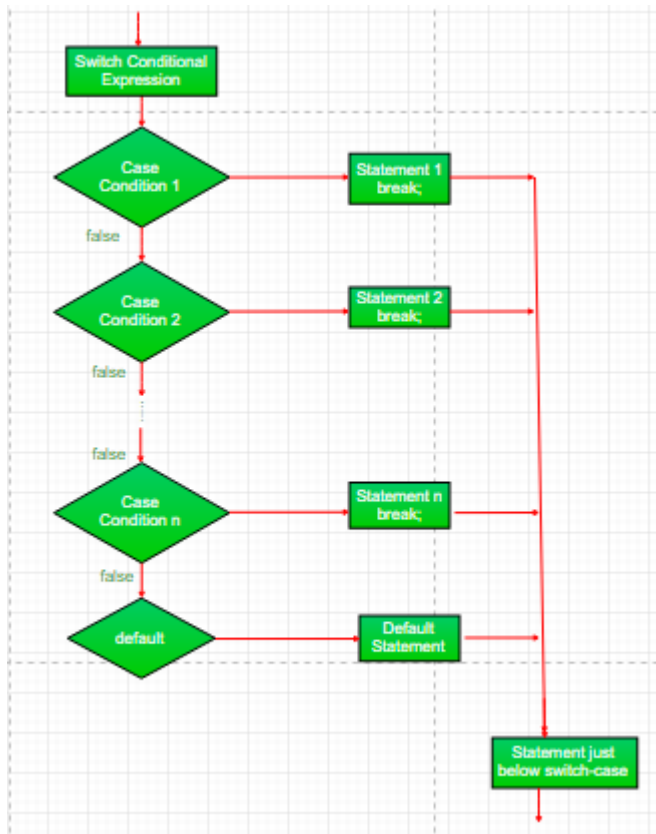 Switch Conditional
Expression
Case
Condition 1
Statement 1
break;
false
Case
Condition 2
Statement 2
break;
false
false
Case
Condition n
Statement n
break;
false
default
Default
Statement
Statement just
below switch-case